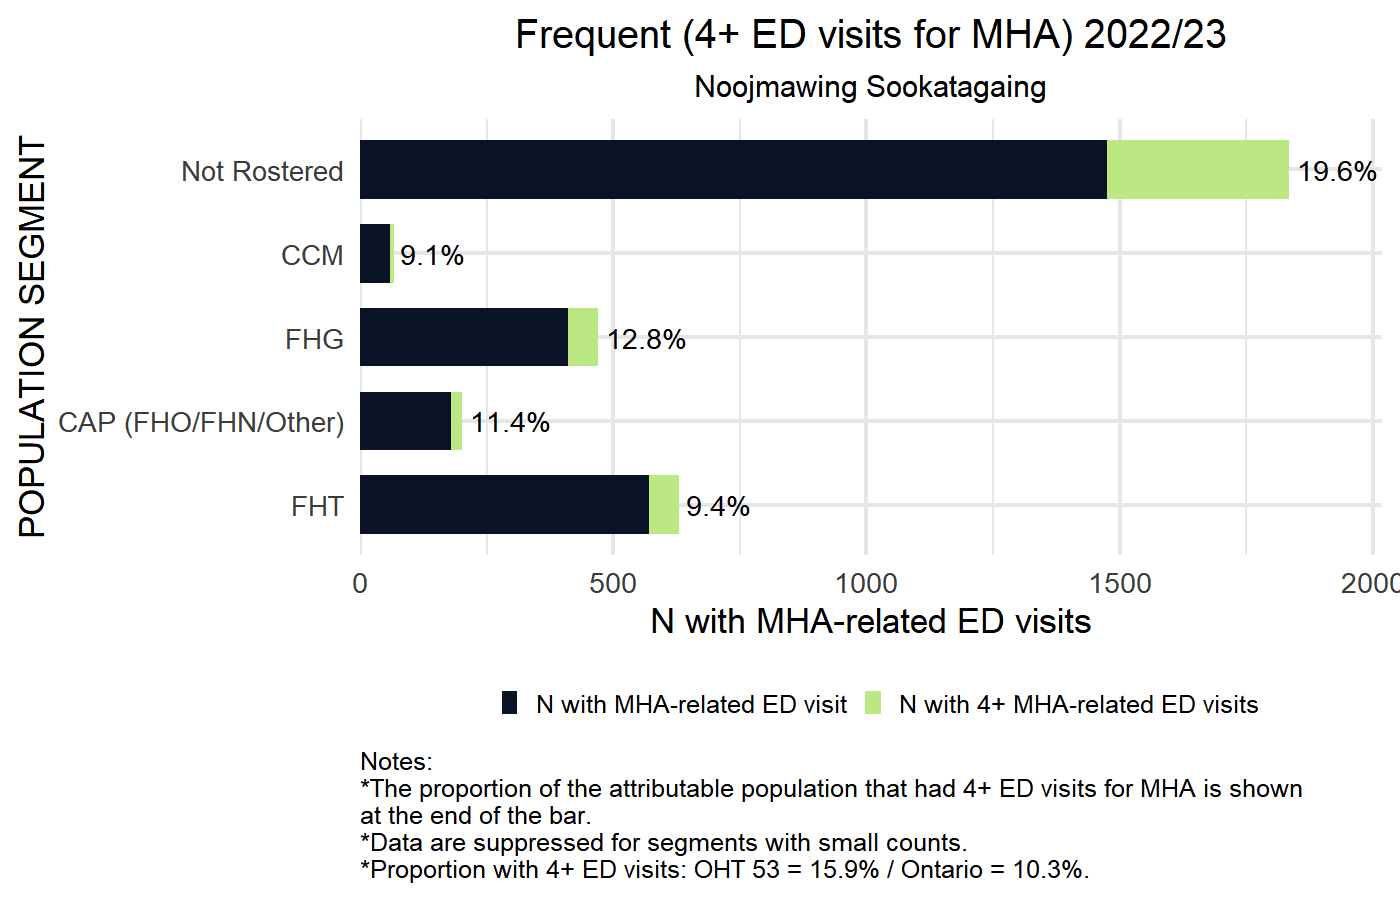 Frequent (4+ ED visits for MHA) 2022/23
Noojmawing Sookatagaing
POPULATION SEGMENT
Not Rostered
19.6%
CCM
9.1%
FHG
12.8%
CAP (FHO/FHN/Other)
11.4%
FHT
9.4%
0 500 1000 1500 2000
N with MHA-related ED visits
N with MHA-related ED visit N with 4+ MHA-related ED visits
Notes:
*The proportion of the attributable population that had 4+ ED visits for MHA is shown
at the end of the bar.
*Data are suppressed for segments with small counts.
*Proportion with 4+ ED visits: OHT 53 = 15.9% / Ontario = 10.3%.